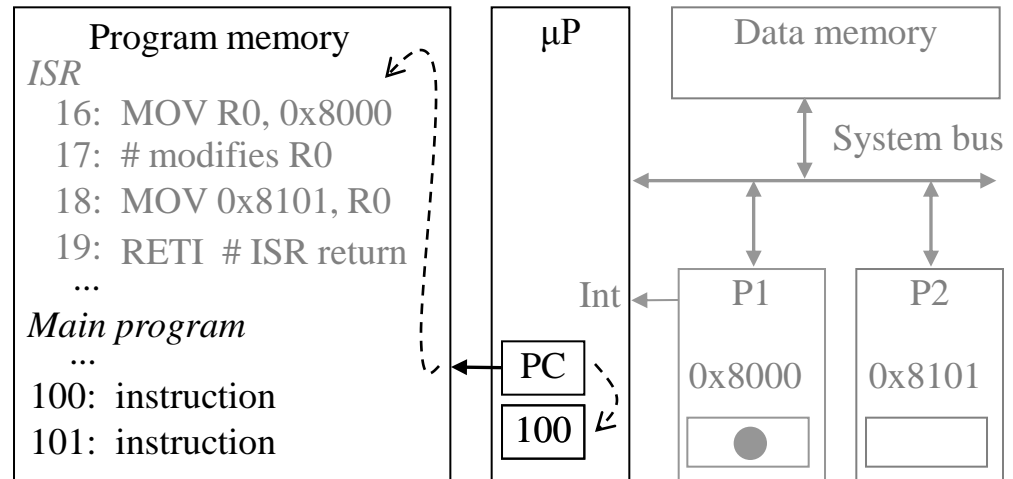 Program memory
ISR
16: MOV R0, 0x8000
17: # modifies R0
18: MOV 0x8101, R0
19: RETI # ISR return
...
Main program
...
100: instruction
101: instruction
μP
Int
PC
100
Data memory
System bus
P1
0x8000
P2
0x8101